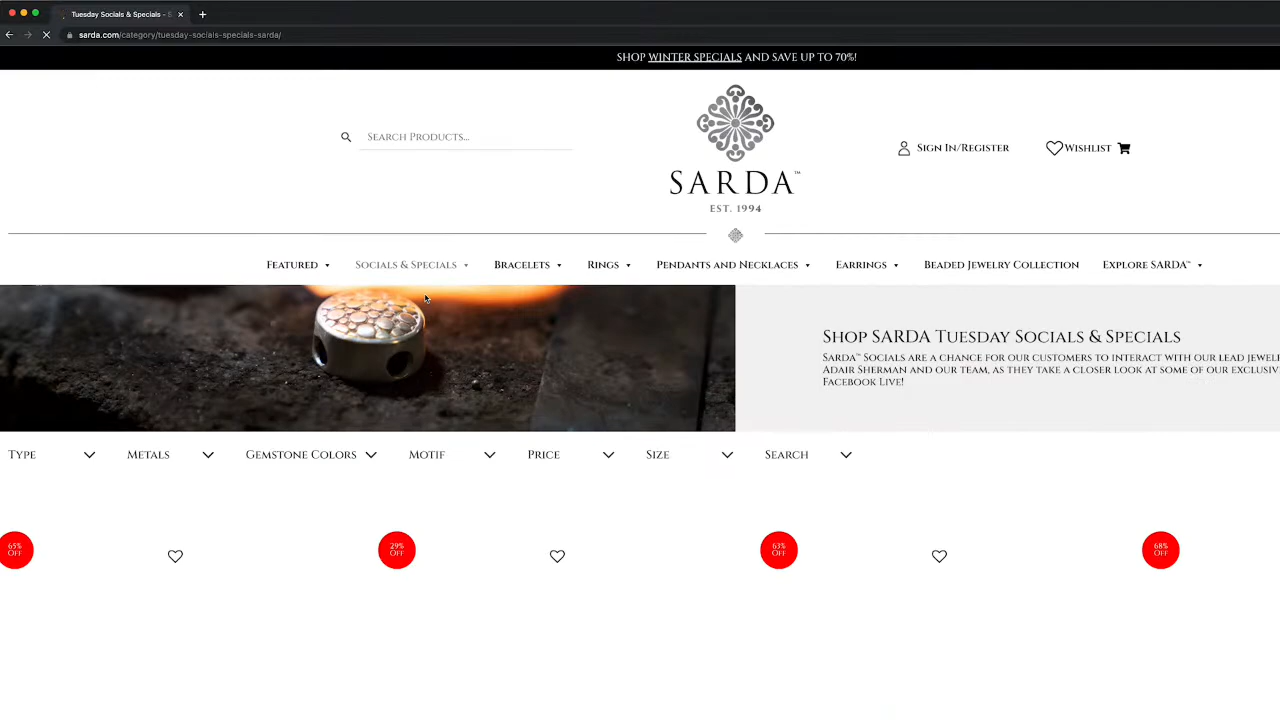 Tuesday Socials & Specials -
sarda.com/category/tuesday-socials-specials-sarda/
SHOP WINTER SPECIALS AND SAVE UP TO 70%!
SEARCH PRODUCTS...
SIGN IN/REGISTER
WISHLIST
SARDA™
EST. 1994
FEATURED
SOCIALS & SPECIALS
BRACELETS
RINGS
PENDANTS AND NECKLACES
EARRINGS
BEADED JEWELRY COLLECTION
EXPLORE SARDA™
SHOP SARDA TUESDAY SOCIALS & SPECIALS
SARDA™ SOCIALS ARE A CHANCE FOR OUR CUSTOMERS TO INTERACT WITH OUR LEAD JEWEL
ADAIR SHERMAN AND OUR TEAM, AS THEY TAKE A CLOSER LOOK AT SOME OF OUR EXCLUSIV
FACEBOOK LIVE!
TYPE
METALS
GEMSTONE COLORS
MOTIF
PRICE
SIZE
SEARCH
65%
OFF
29%
OFF
63%
OFF
68%
OFF